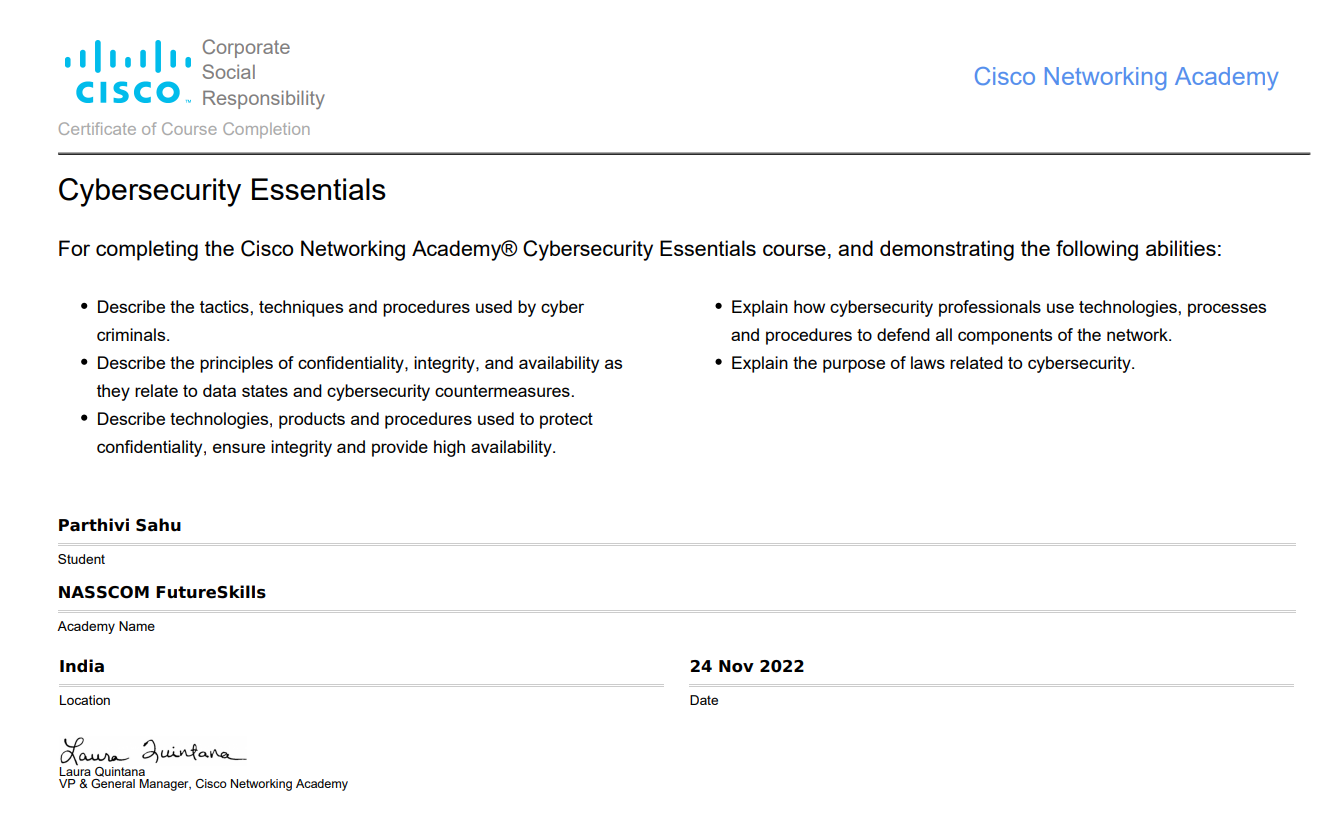 Corporate
Social
Responsibility
CISCO™
Cisco Networking Academy
Certificate of Course Completion
Cybersecurity Essentials
For completing the Cisco Networking Academy® Cybersecurity Essentials course, and demonstrating the following abilities:
• Describe the tactics, techniques and procedures used by cyber
criminals.
• Describe the principles of confidentiality, integrity, and availability as
they relate to data states and cybersecurity countermeasures.
• Describe technologies, products and procedures used to protect
confidentiality, ensure integrity and provide high availability.
• Explain how cybersecurity professionals use technologies, processes
and procedures to defend all components of the network.
• Explain the purpose of laws related to cybersecurity.
Parthivi Sahu
Student
NASSCOM FutureSkills
Academy Name
India
Location
24 Nov 2022
Date
Laura Quintana
Laura Quintana
VP & General Manager, Cisco Networking Academy